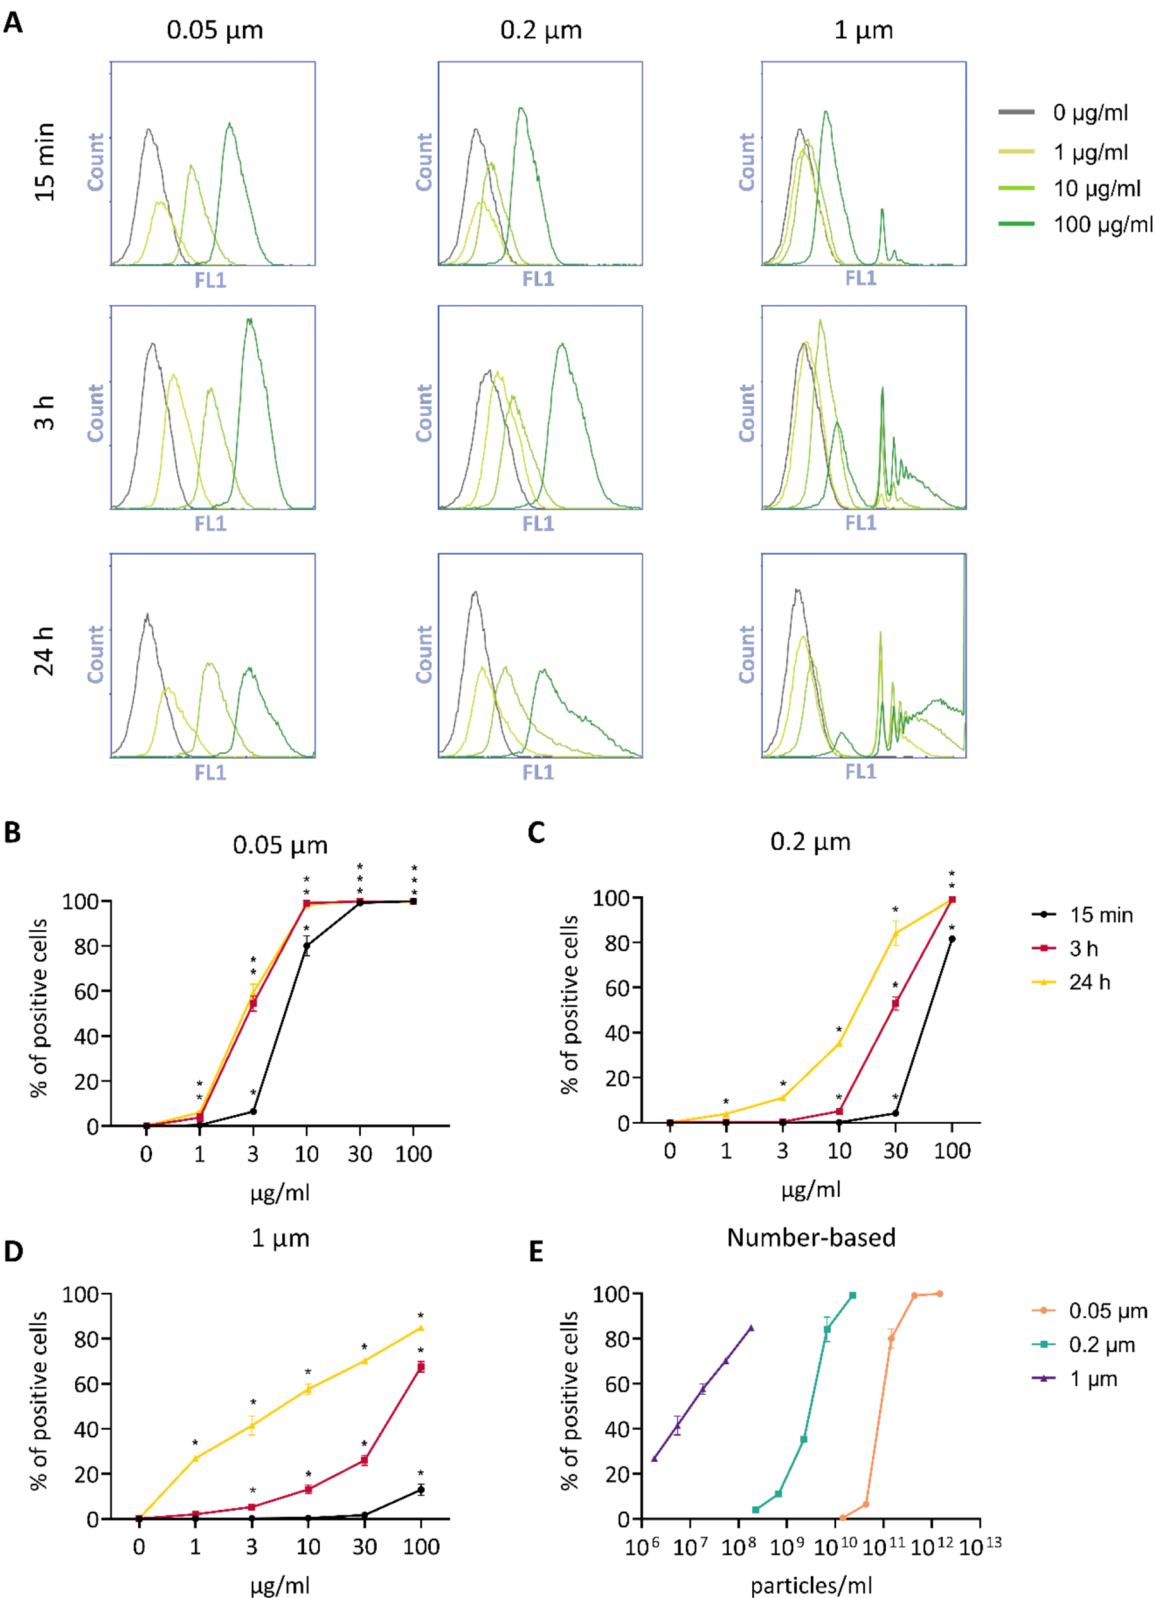 A
0.05 µm
0.2 µm
1 µm
15 min
Count
FL1
Count
FL1
Count
FL1
0 µg/ml
1 µg/ml
10 µg/ml
100 µg/ml
3 h
Count
FL1
Count
FL1
Count
FL1
24 h
Count
FL1
Count
FL1
Count
FL1
B
0.05 µm
% of positive cells
100
80
60
40
20
0
* * * * * * * * * * * * * *
0 1 3 10 30 100
µg/ml
C
0.2 µm
% of positive cells
100
80
60
40
20
0
* * * * * * * * * *
0 1 3 10 30 100
µg/ml
15 min
3 h
24 h
D
1 µm
% of positive cells
100
80
60
40
20
0
* * * * * * * * * *
0 1 3 10 30 100
µg/ml
E
Number-based
% of positive cells
100
80
60
40
20
0
10⁶ 10⁷ 10⁸ 10⁹ 10¹⁰ 10¹¹ 10¹² 10¹³
particles/ml
0.05 µm
0.2 µm
1 µm